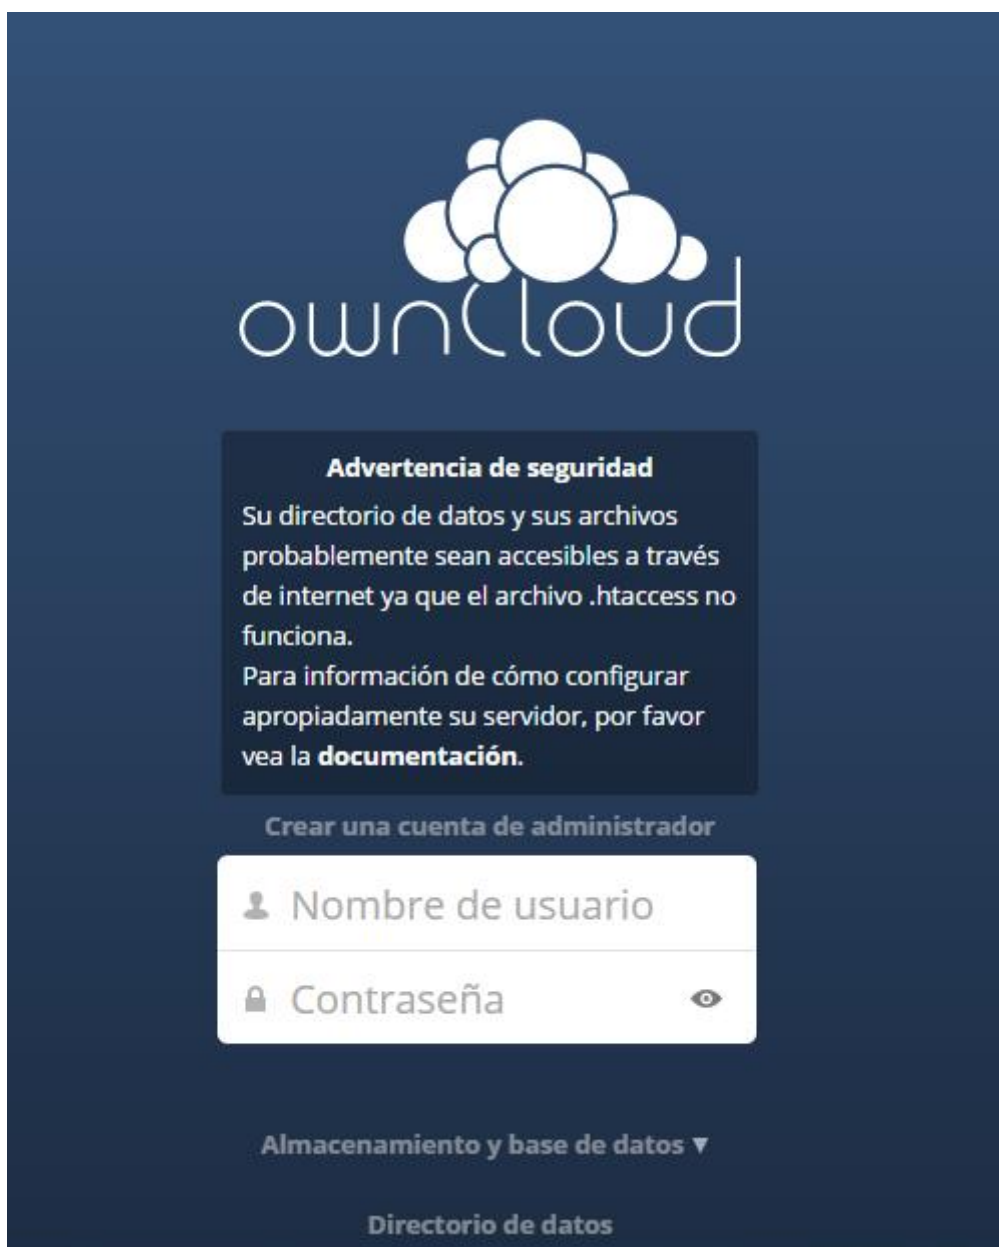 ownCloud
Advertencia de seguridad
Su directorio de datos y sus archivos
probablemente sean accesibles a través
de internet ya que el archivo .htaccess no
funciona.
Para información de cómo configurar
apropiadamente su servidor, por favor
vea la documentación.
Crear una cuenta de administrador
Nombre de usuario
Contraseña
Almacenamiento y base de datos ▼
Directorio de datos